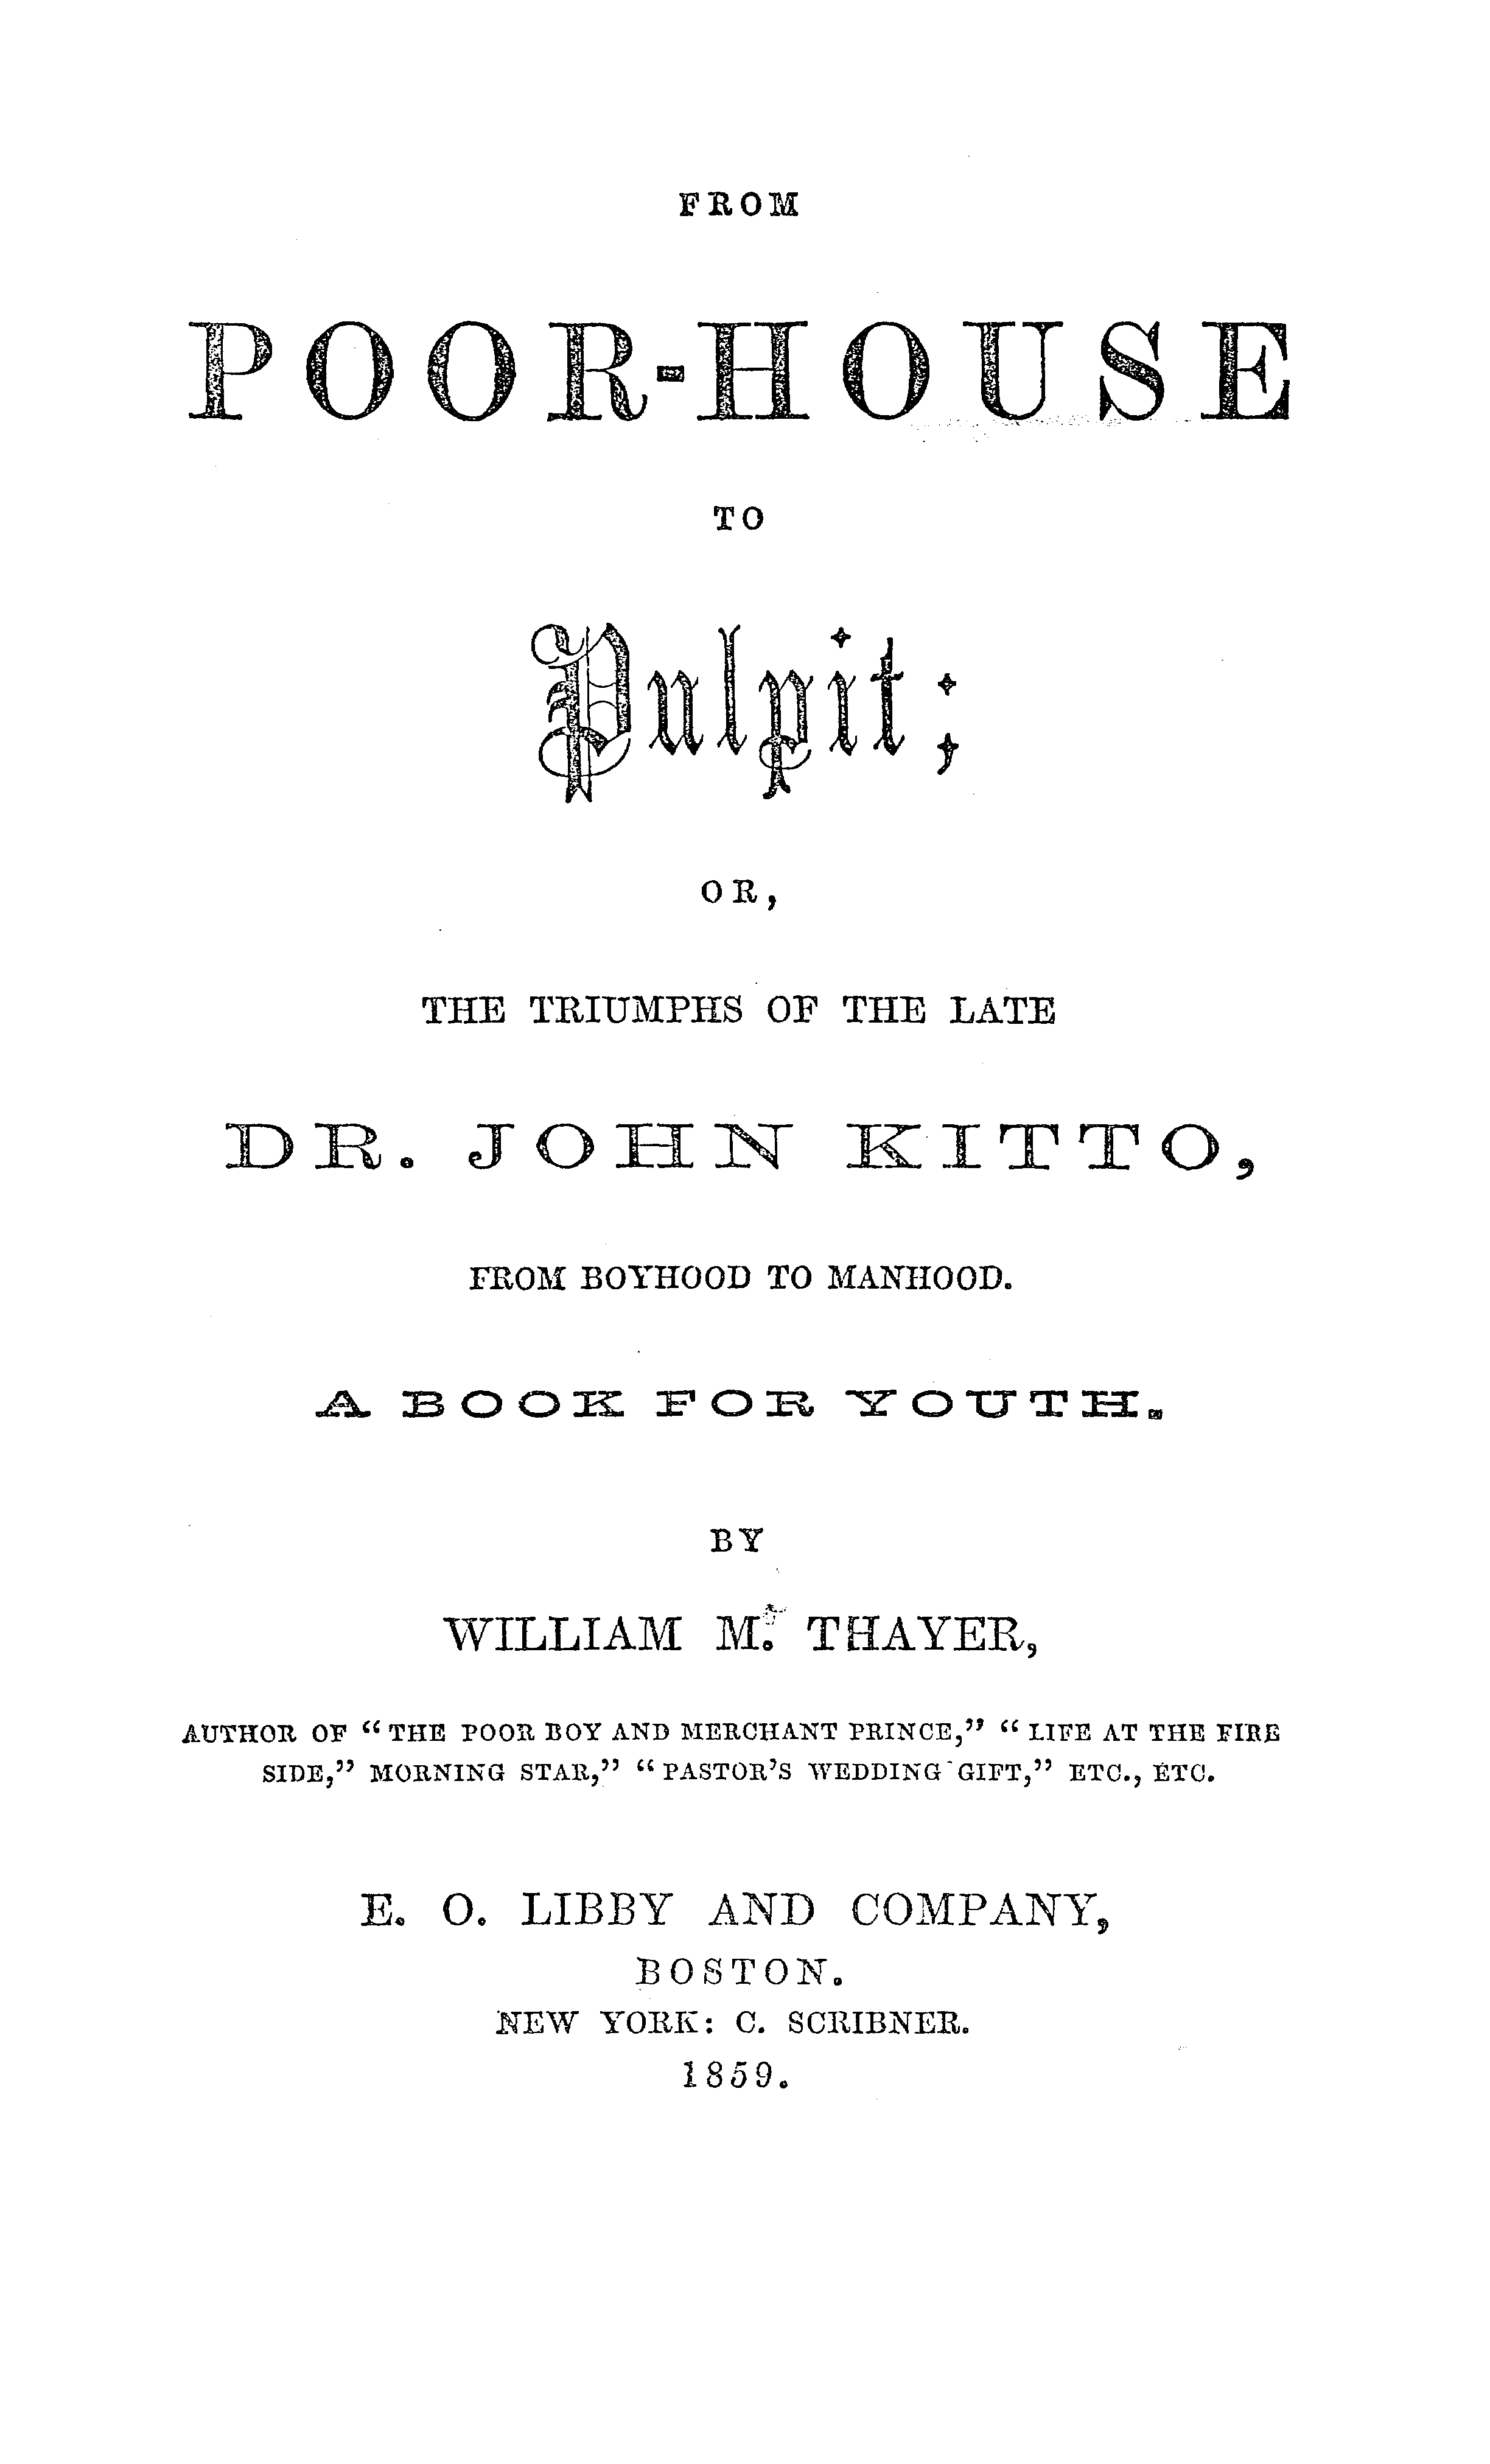 FROM
POOR-HOUSE
TO
Pulpit;
OR,
THE TRIUMPHS OF THE LATE
DR. JOHN KITTO,
FROM BOYHOOD TO MANHOOD.
A BOOK FOR YOUTH.
BY
WILLIAM M. THAYER,
AUTHOR OF “THE POOR BOY AND MERCHANT PRINCE,” “LIFE AT THE FIRE
SIDE,” MORNING STAR,” “PASTOR’S WEDDING GIFT,” ETC., ETC.
E. O. LIBBY AND COMPANY,
BOSTON.
NEW YORK: C. SCRIBNER.
1859.